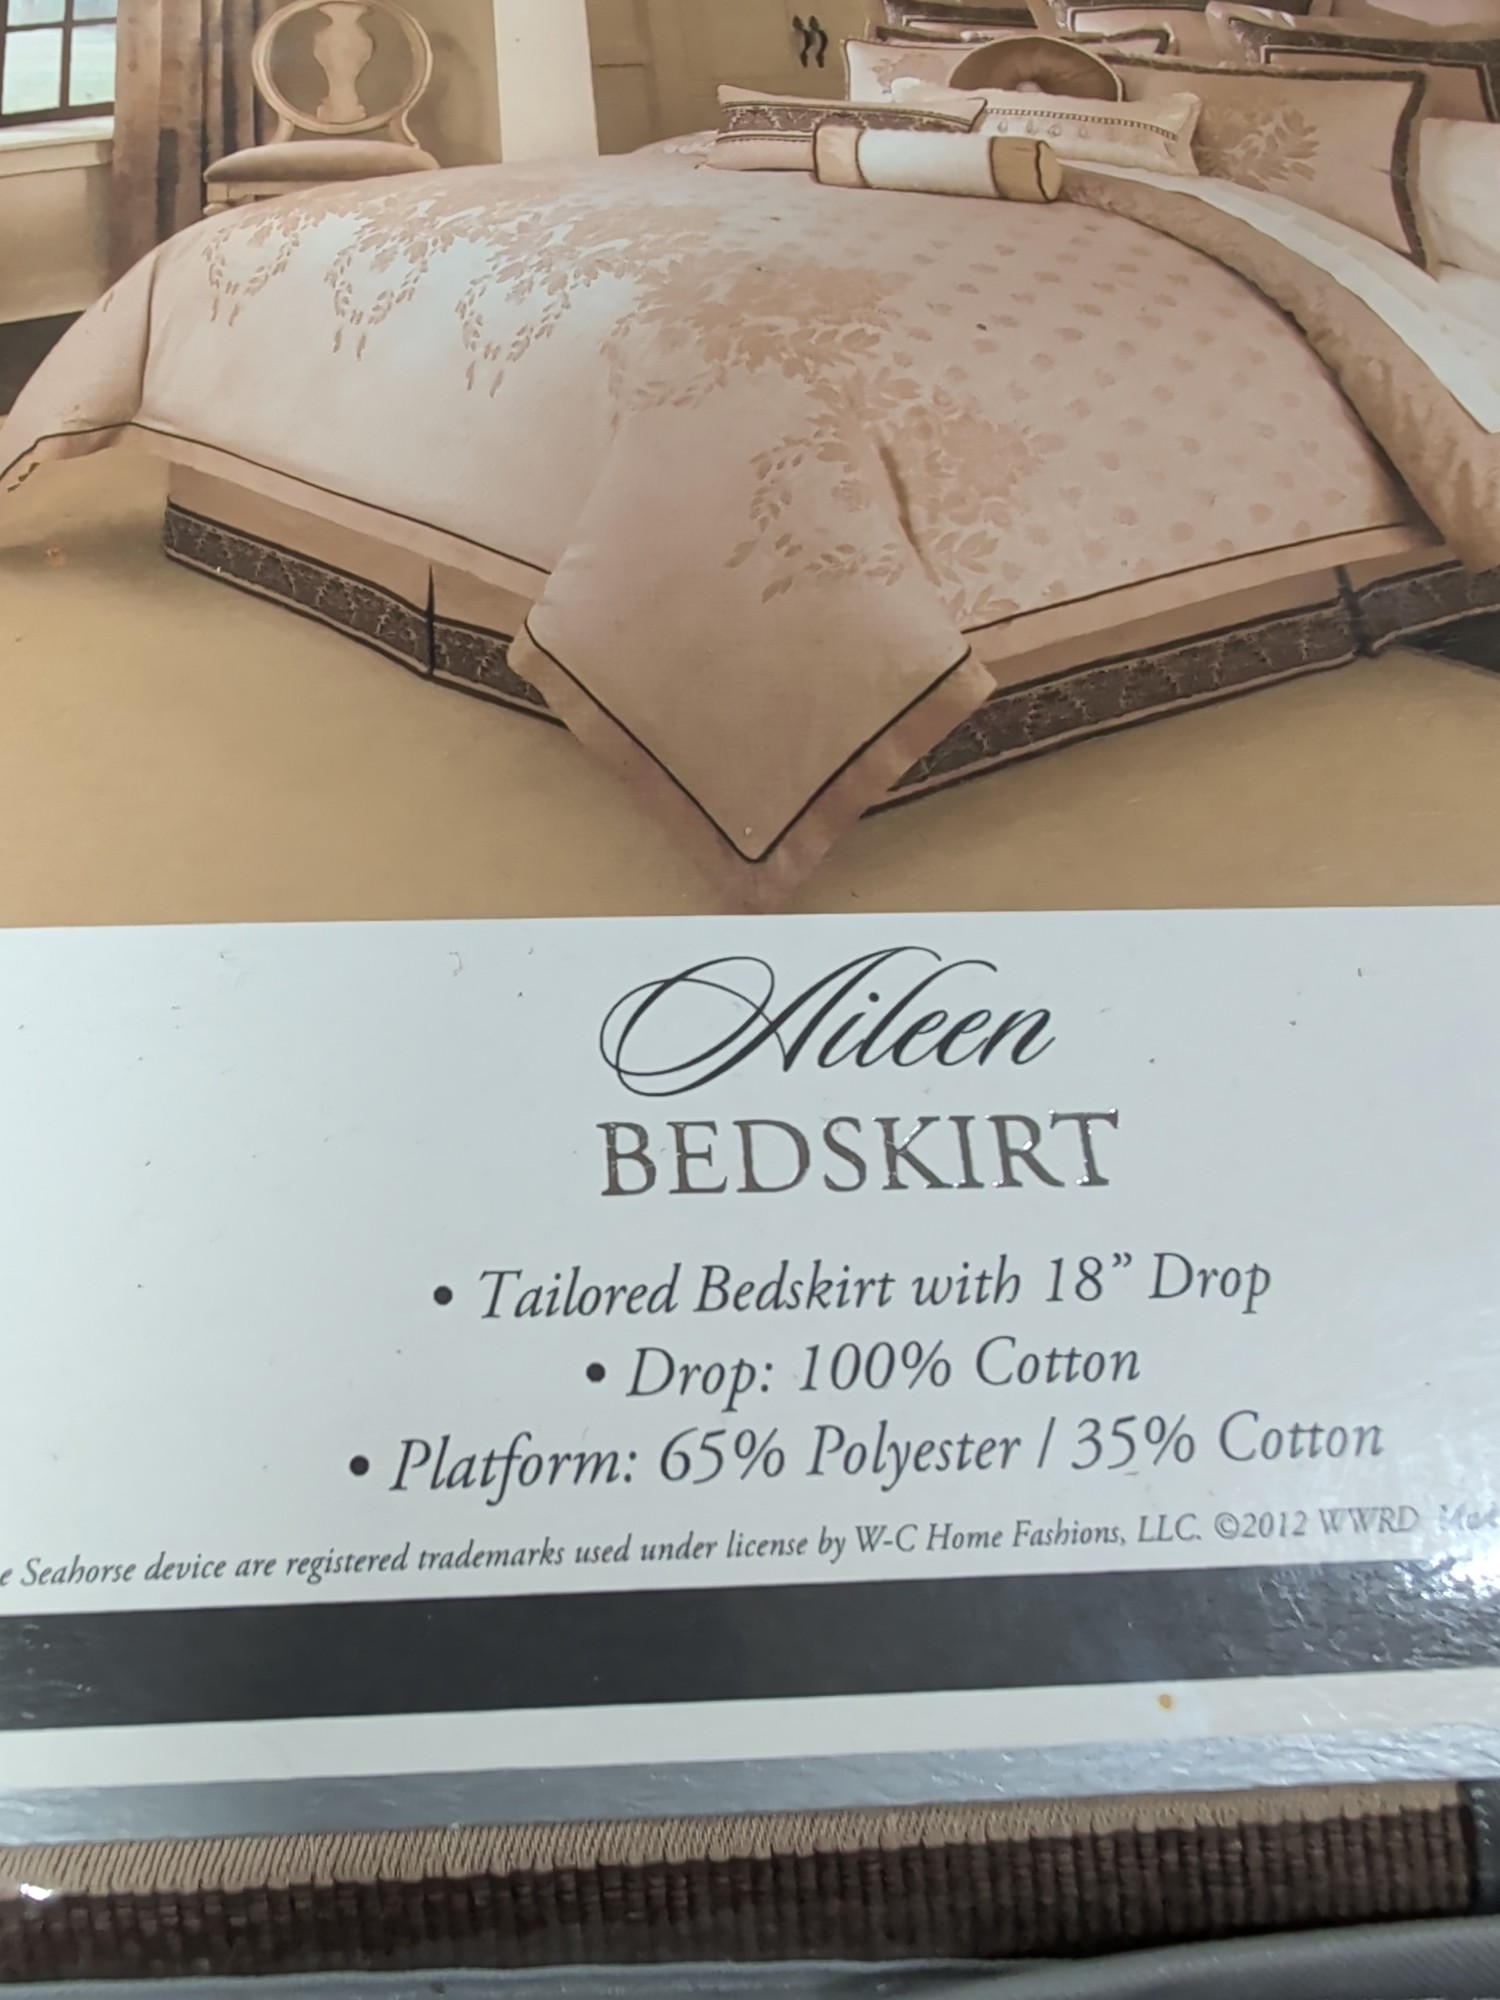 Aileen
BEDSKIRT
• Tailored Bedskirt with 18” Drop
• Drop: 100% Cotton
• Platform: 65% Polyester / 35% Cotton
Seahorse device are registered trademarks used under license by W-C Home Fashions, LLC. ©2012 WWRD